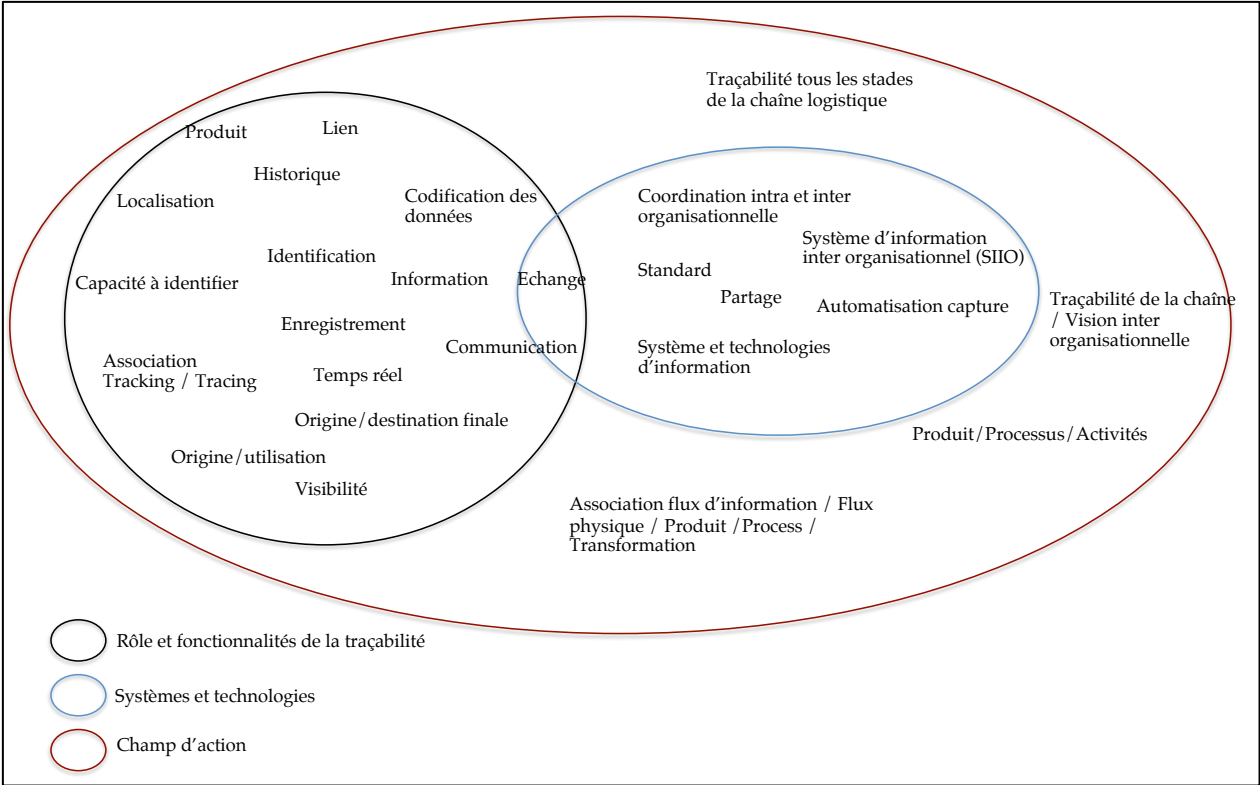 Traçabilité tous les stades
de la chaîne logistique
Produit
Lien
Historique
Localisation
Codification des
données
Identification
Capacité à identifier
Information
Echange
Enregistrement
Communication
Association
Tracking / Tracing
Temps réel
Origine/destination finale
Origine/utilisation
Visibilité
Coordination intra et inter
organisationnelle
Système d’information
inter organisationnel (SIIO)
Standard
Partage
Automatisation capture
Système et technologies
d’information
Traçabilité de la chaîne
/ Vision inter
organisationnelle
Produit/Processus/Activités
Association flux d’information / Flux
physique / Produit /Process /
Transformation
Rôle et fonctionnalités de la traçabilité
Systèmes et technologies
Champ d’action